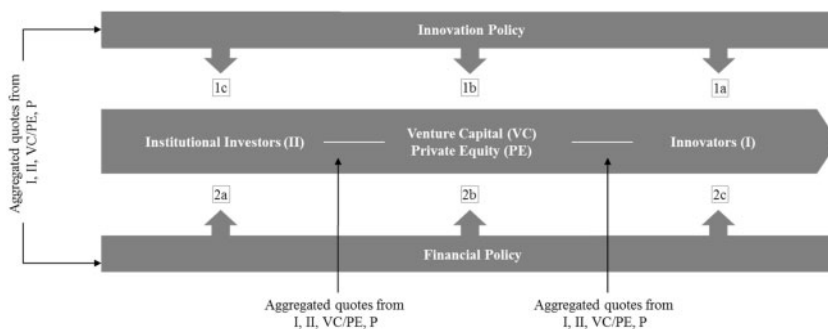 Innovation Policy
1c
1b
1a
Aggregated quotes from
I, II, VC/PE, P
Institutional Investors (II)
Venture Capital (VC)
Private Equity (PE)
Innovators (I)
2a
2b
2c
Financial Policy
Aggregated quotes from
I, II, VC/PE, P
Aggregated quotes from
I, II, VC/PE, P